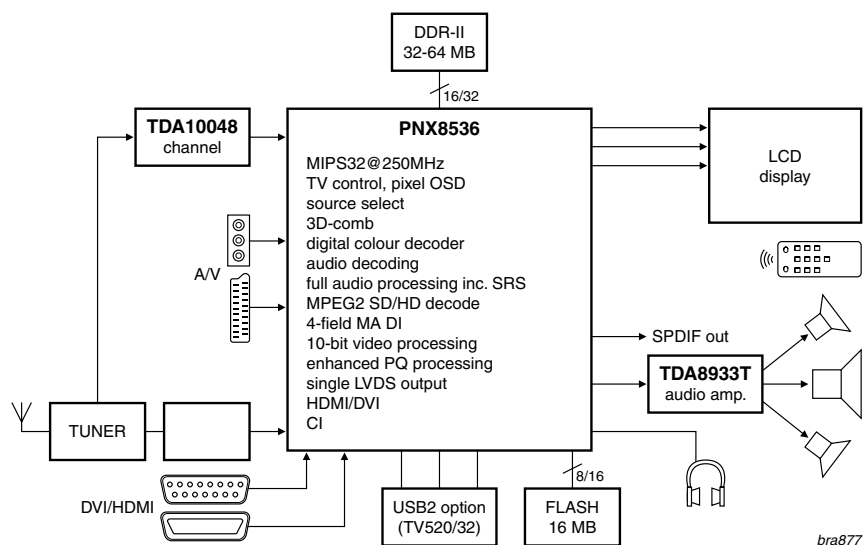 DDR-II
32-64 MB
16/32
TDA10048
channel
PNX8536
MIPS32@250MHz
TV control, pixel OSD
source select
3D-comb
digital colour decoder
audio decoding
full audio processing inc. SRS
MPEG2 SD/HD decode
4-field MA DI
10-bit video processing
enhanced PQ processing
single LVDS output
HDMI/DVI
CI
LCD
display
A/V
SPDIF out
TDA8933T
audio amp.
TUNER
DVI/HDMI
USB2 option
(TV520/32)
8/16
FLASH
16 MB
bra877